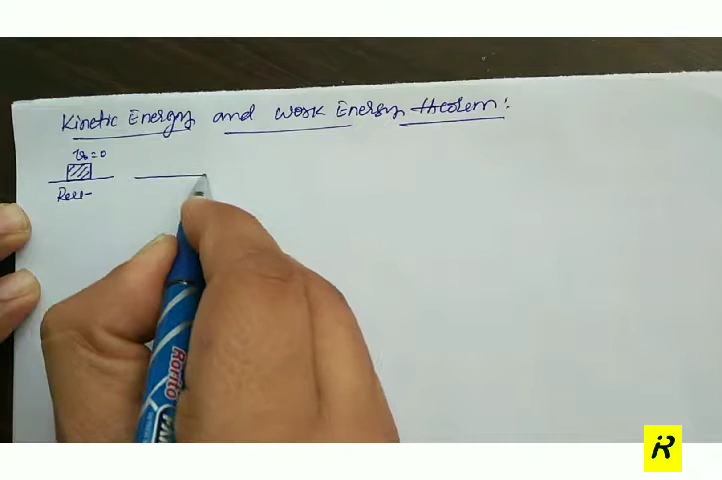 Kinetic Energy and Work Energy theorem:
v₀=0
Rest
Rorito
R